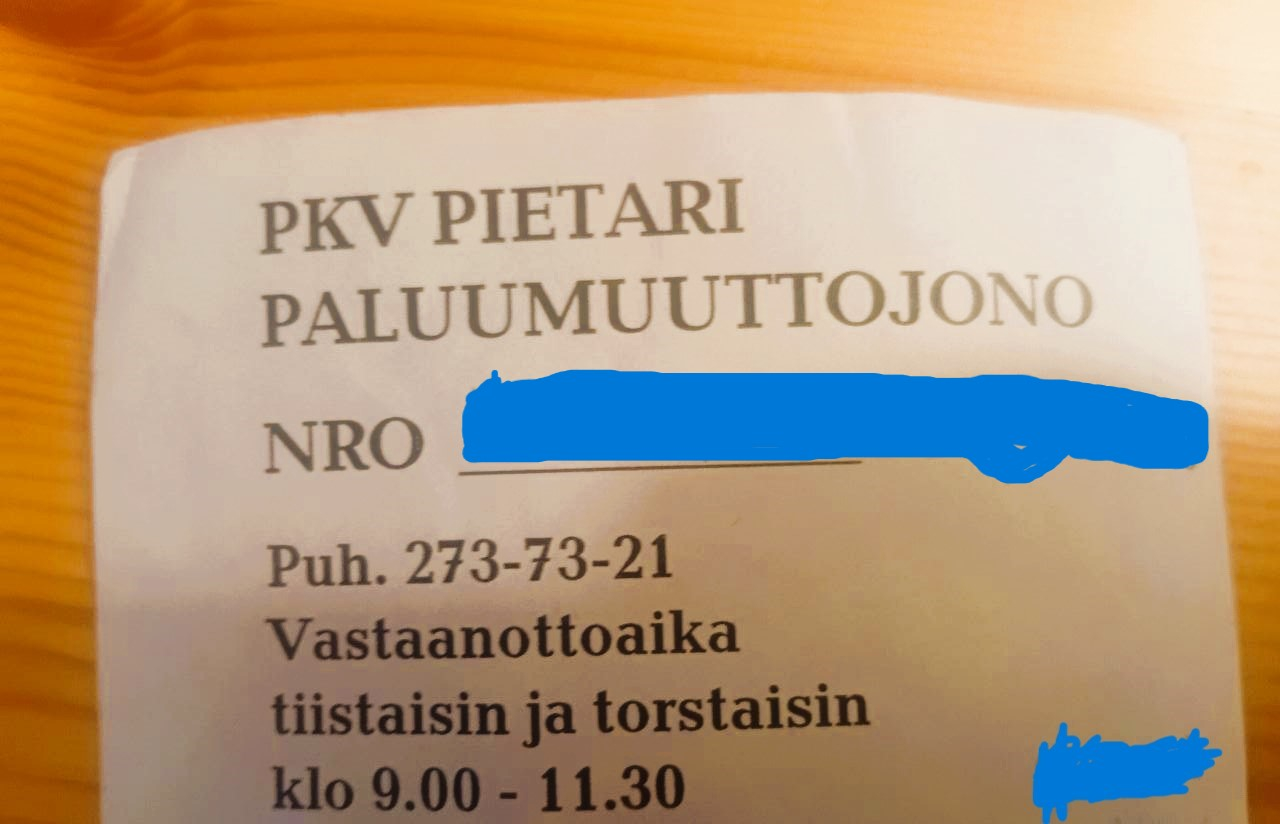 PKV PIETARI
PALUUMUUTTOJONO
NRO
Puh. 273-73-21
Vastaanottoaika
tiistaisin ja torstaisin
klo 9.00 - 11.30